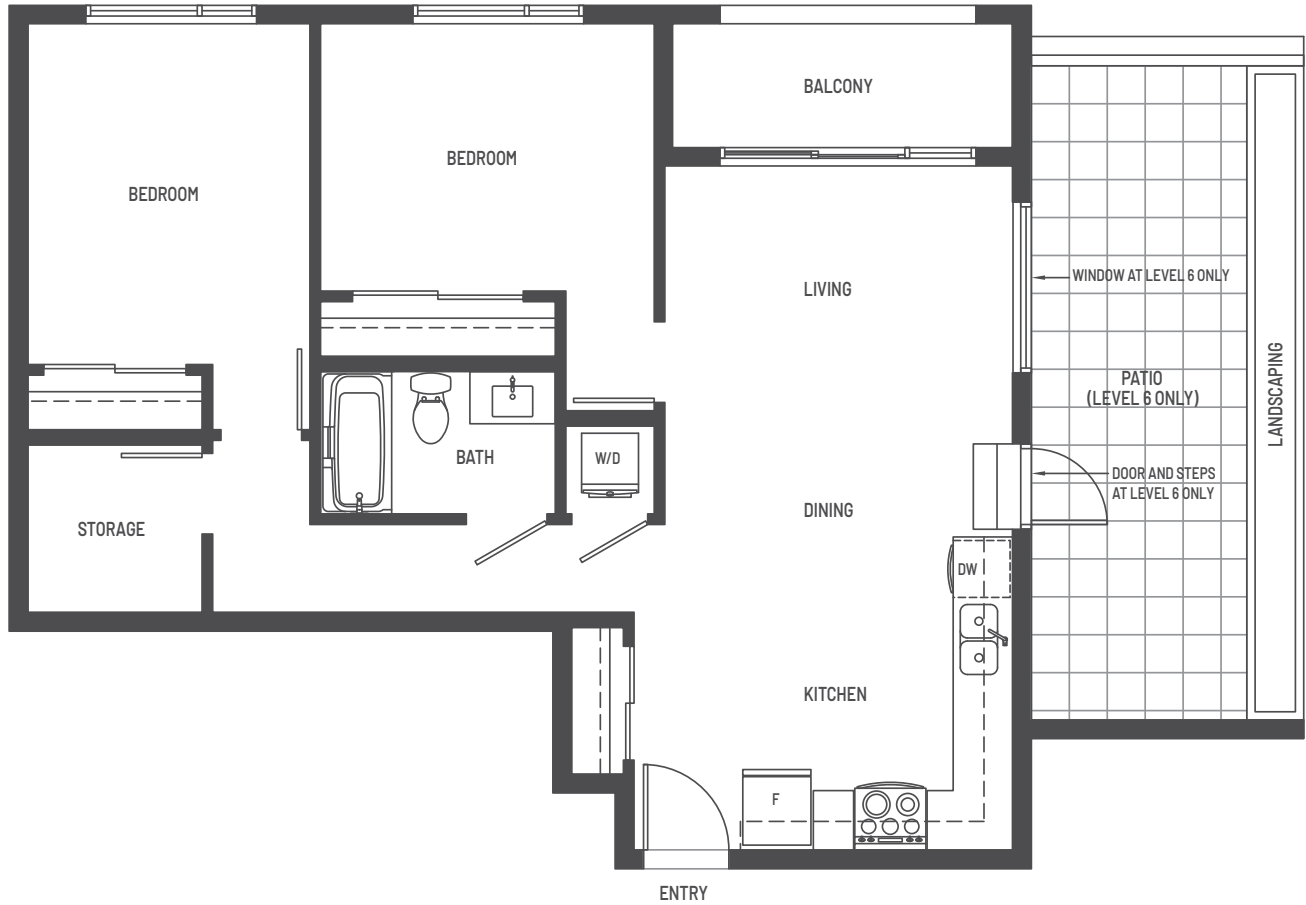 BALCONY
BEDROOM
BEDROOM
WINDOW AT LEVEL 6 ONLY
LIVING
PATIO
(LEVEL 6 ONLY)
LANDSCAPING
BATH
W/D
DOOR AND STEPS
AT LEVEL 6 ONLY
STORAGE
DINING
DW
KITCHEN
F
ENTRY